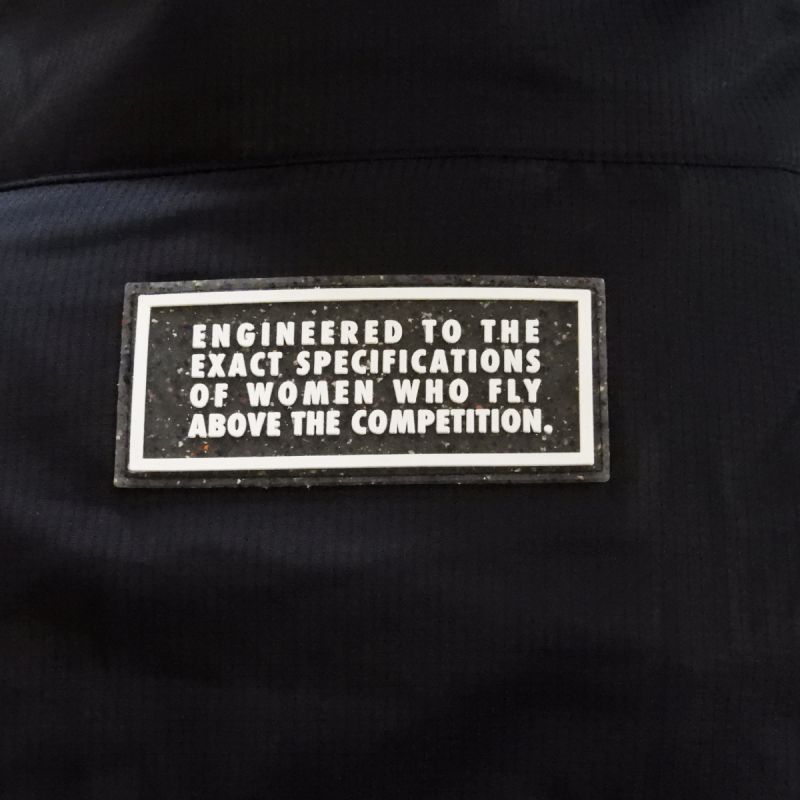 ENGINEERED TO THE
EXACT SPECIFICATIONS
OF WOMEN WHO FLY
ABOVE THE COMPETITION.